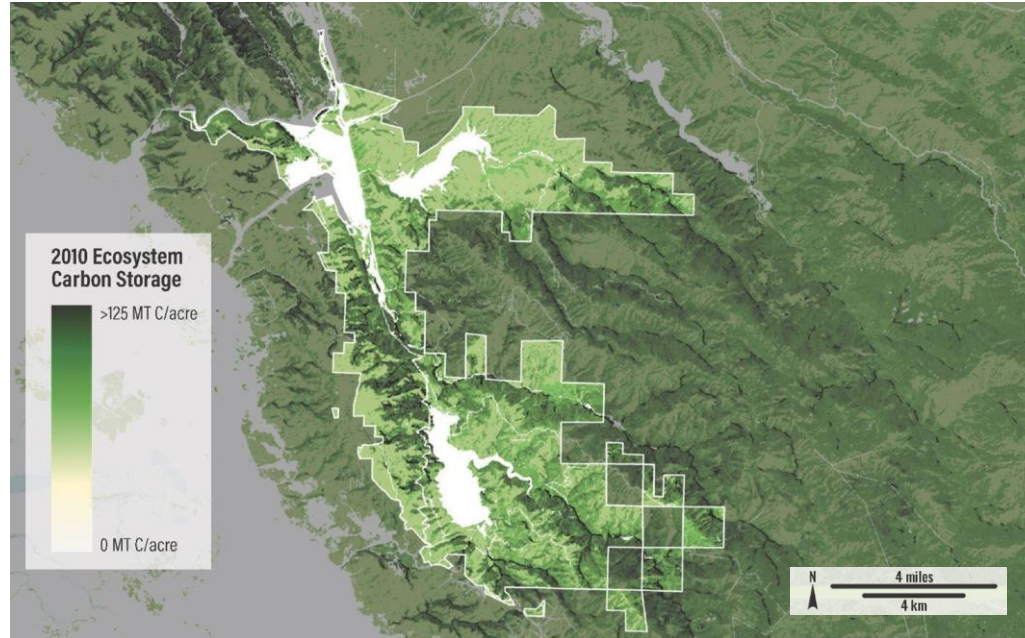 2010 Ecosystem
Carbon Storage
>125 MT C/acre
0 MT C/acre
N
4 miles
4 km